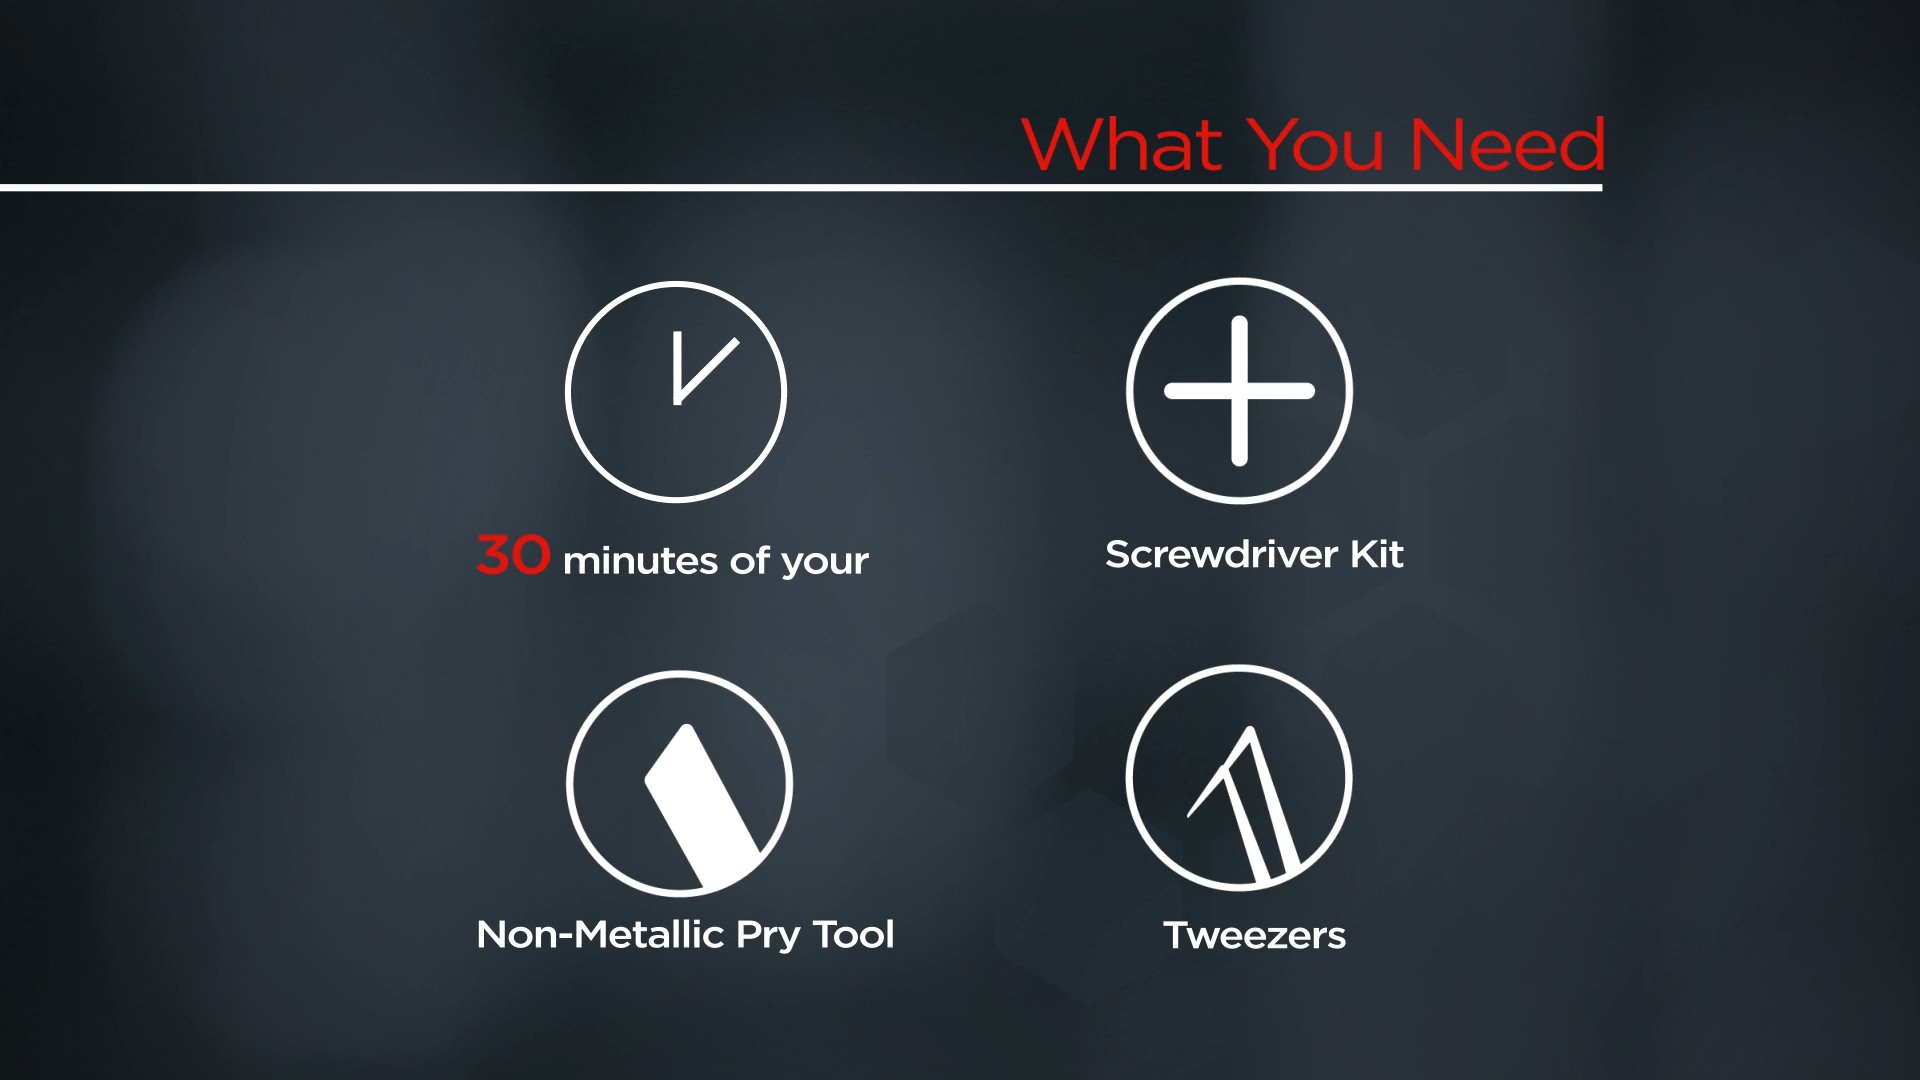 What You Need
30 minutes of your
Screwdriver Kit
Non-Metallic Pry Tool
Tweezers